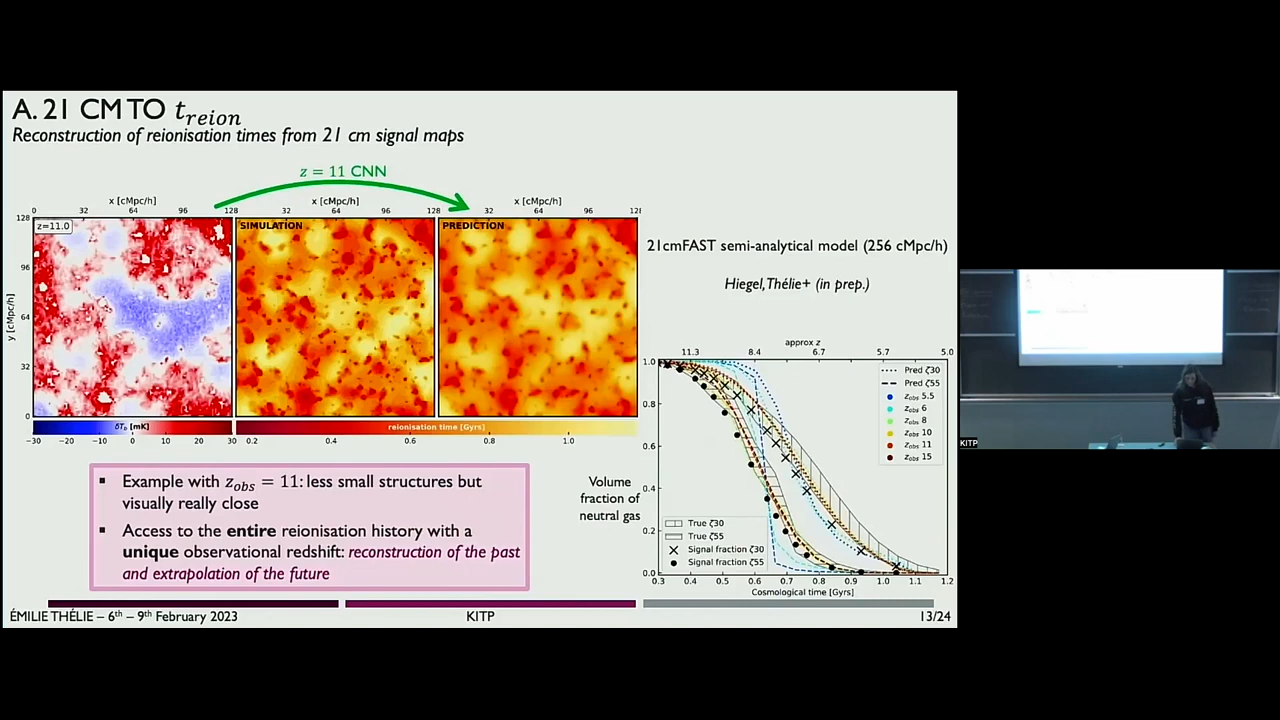 A. 21 CM TO t_reion
Reconstruction of reionisation times from 21 cm signal maps
z = 11 CNN
x [cMpc/h] x [cMpc/h] x [cMpc/h]
0 32 64 96 128 32 64 96 128 32 64 96 128
y [cMpc/h]
128
96
64
32
0
z=11.0
SIMULATION
PREDICTION
δTb [mK]
−30 −20 −10 0 10 20 30
reionisation time [Gyrs]
0.2 0.4 0.6 0.8 1.0
21cmFAST semi-analytical model (256 cMpc/h)
Hiegel, Thélie+ (in prep.)
approx z
11.3 8.4 6.7 5.7 5.0
1.0
0.8
0.6
0.4
0.2
0.0
Pred ζ30
Pred ζ55
zobs 5.5
zobs 6
zobs 8
zobs 10
zobs 11
zobs 15
Volume
fraction of
neutral gas
True ζ30
True ζ55
Signal fraction ζ30
Signal fraction ζ55
0.3 0.4 0.5 0.6 0.7 0.8 0.9 1.0 1.1 1.2
Cosmological time [Gyrs]
▪ Example with z_obs = 11: less small structures but
visually really close
▪ Access to the entire reionisation history with a
unique observational redshift: reconstruction of the past
and extrapolation of the future
ÉMILIE THÉLIE – 6th – 9th February 2023
KITP
13/24
KITP